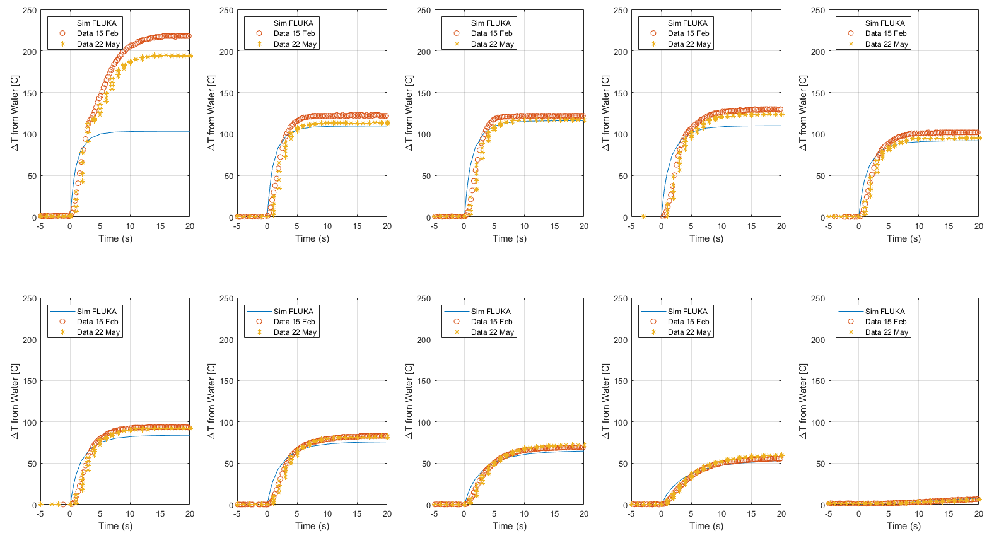 250
200
150
100
50
0
-5 0 5 10 15 20
Time (s)
ΔT from Water [C]
Sim FLUKA
Data 15 Feb
Data 22 May
250
200
150
100
50
0
-5 0 5 10 15 20
Time (s)
ΔT from Water [C]
Sim FLUKA
Data 15 Feb
Data 22 May
250
200
150
100
50
0
-5 0 5 10 15 20
Time (s)
ΔT from Water [C]
Sim FLUKA
Data 15 Feb
Data 22 May
250
200
150
100
50
0
-5 0 5 10 15 20
Time (s)
ΔT from Water [C]
Sim FLUKA
Data 15 Feb
Data 22 May
250
200
150
100
50
0
-5 0 5 10 15 20
Time (s)
ΔT from Water [C]
Sim FLUKA
Data 15 Feb
Data 22 May
250
200
150
100
50
0
-5 0 5 10 15 20
Time (s)
ΔT from Water [C]
Sim FLUKA
Data 15 Feb
Data 22 May
250
200
150
100
50
0
-5 0 5 10 15 20
Time (s)
ΔT from Water [C]
Sim FLUKA
Data 15 Feb
Data 22 May
250
200
150
100
50
0
-5 0 5 10 15 20
Time (s)
ΔT from Water [C]
Sim FLUKA
Data 15 Feb
Data 22 May
250
200
150
100
50
0
-5 0 5 10 15 20
Time (s)
ΔT from Water [C]
Sim FLUKA
Data 15 Feb
Data 22 May
250
200
150
100
50
0
-5 0 5 10 15 20
Time (s)
ΔT from Water [C]
Sim FLUKA
Data 15 Feb
Data 22 May